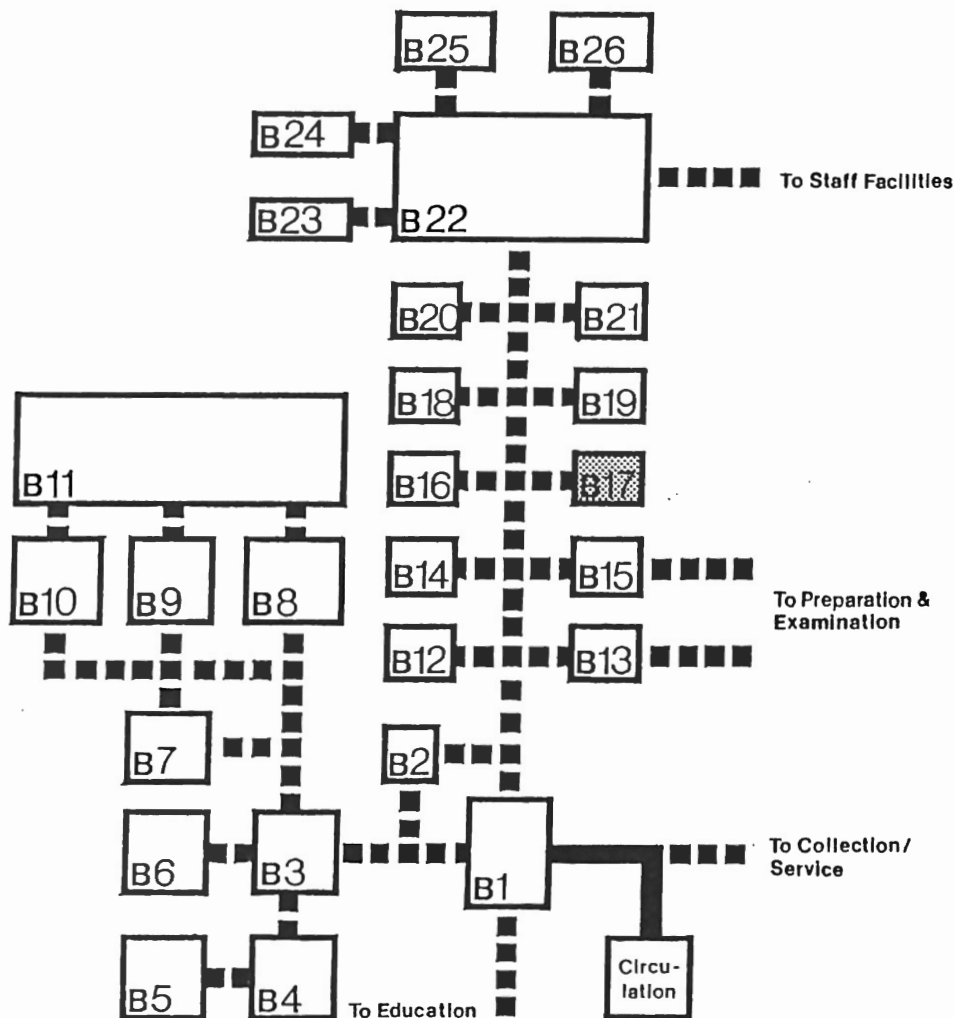 B25
B26
B24
To Staff Facilities
B23
B22
B20
B21
B18
B19
B11
B16
B17
B10
B9
B8
B14
B15
To Preparation &
Examination
B12
B13
B7
B2
To Collection/
Service
B6
B3
B1
Circu-
lation
B5
B4
To Education